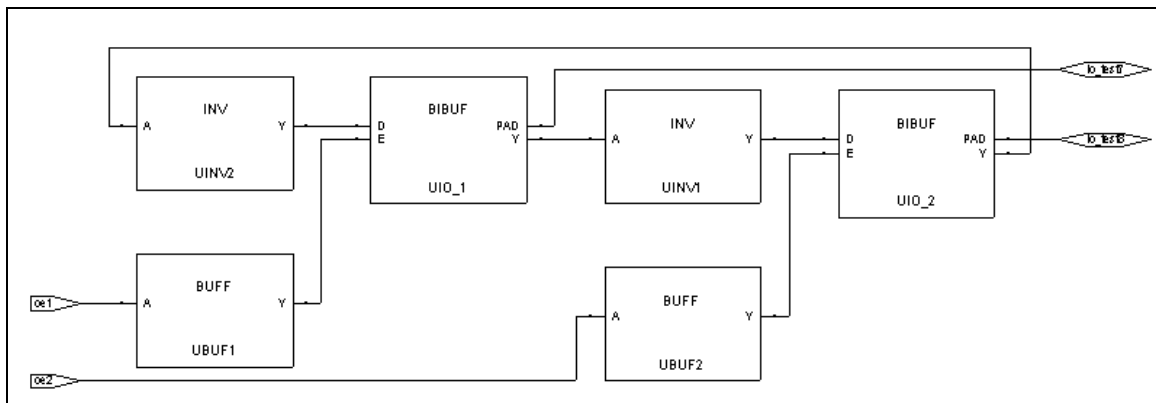 INV
A Y
UINV2
BIBUF
D PAD
E Y
UIO_1
INV
A Y
UINV1
BIBUF
D PAD
E Y
UIO_2
BUFF
A Y
UBUF1
BUFF
A Y
UBUF2
oe1
oe2